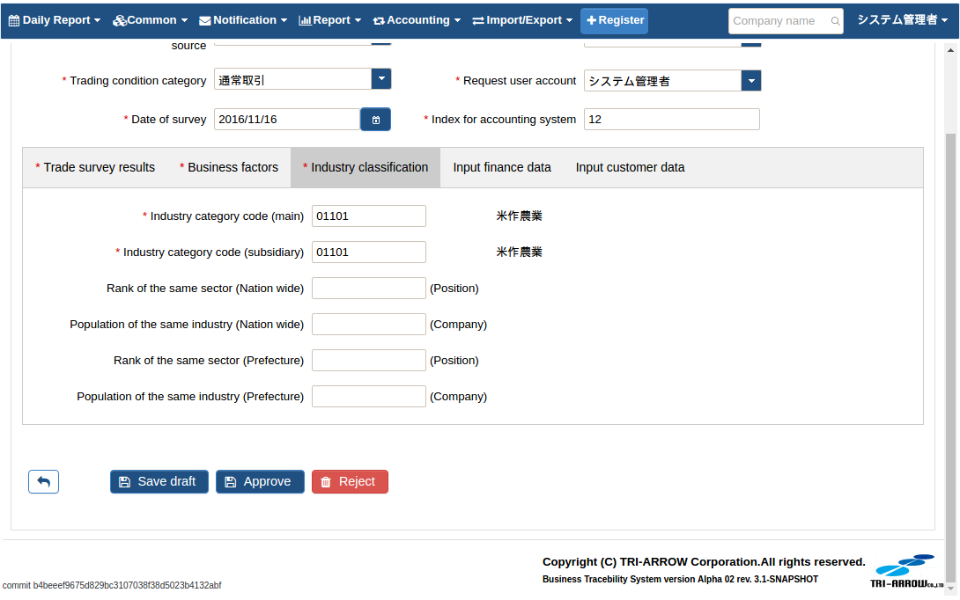 Daily Report Common Notification Report Accounting Import/Export Register Company name システム管理者
source
* Trading condition category 通常取引 * Request user account システム管理者
* Date of survey 2016/11/16 * Index for accounting system 12
* Trade survey results * Business factors * Industry classification Input finance data Input customer data
* Industry category code (main) 01101 米作農業
* Industry category code (subsidiary) 01101 米作農業
Rank of the same sector (Nation wide) (Position)
Population of the same industry (Nation wide) (Company)
Rank of the same sector (Prefecture) (Position)
Population of the same industry (Prefecture) (Company)
Save draft Approve Reject
Copyright (C) TRI-ARROW Corporation.All rights reserved.
Business Tracebility System version Alpha 02 rev. 3.1-SNAPSHOT
TRI-ARROW Co.,LTD
commit b4beeef9675d829bc3107038f38d5023b4132abf